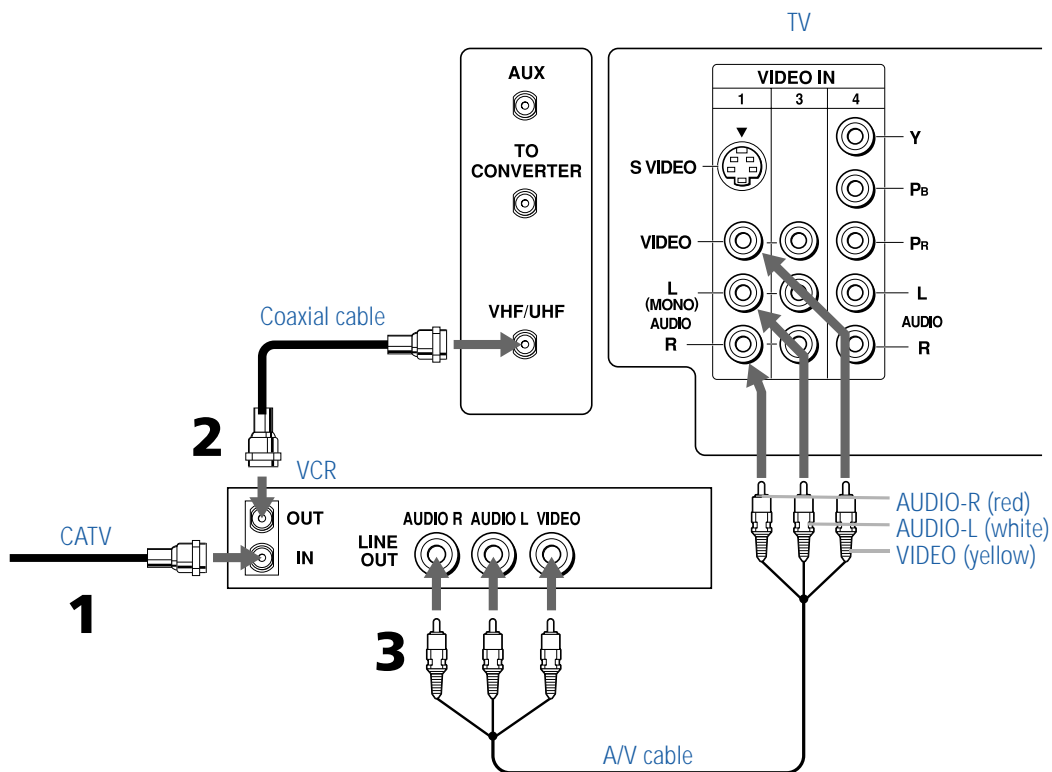 TV
AUX
TO
CONVERTER
VHF/UHF
VIDEO IN
1 3 4
S VIDEO
VIDEO
L
(MONO)
AUDIO
R
Y
PB
PR
L
AUDIO
R
Coaxial cable
2
VCR
OUT
IN
AUDIO R AUDIO L VIDEO
LINE
OUT
CATV
1
3
AUDIO-R (red)
AUDIO-L (white)
VIDEO (yellow)
A/V cable